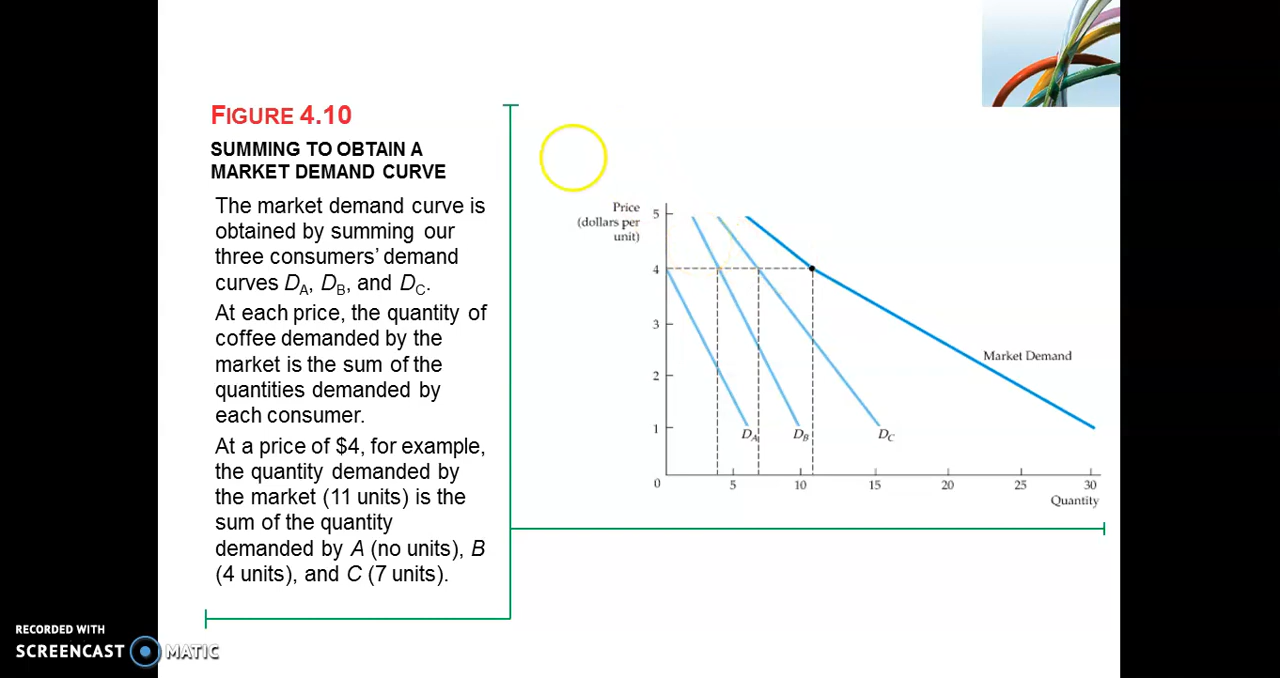 FIGURE 4.10
SUMMING TO OBTAIN A
MARKET DEMAND CURVE
The market demand curve is
obtained by summing our
three consumers’ demand
curves DA, DB, and DC.
At each price, the quantity of
coffee demanded by the
market is the sum of the
quantities demanded by
each consumer.
At a price of $4, for example,
the quantity demanded by
the market (11 units) is the
sum of the quantity
demanded by A (no units), B
(4 units), and C (7 units).
Price
(dollars per
unit)
5
4
3
2
1
Market Demand
DA DB DC
0 5 10 15 20 25 30
Quantity
RECORDED WITH
SCREENCAST MATIC